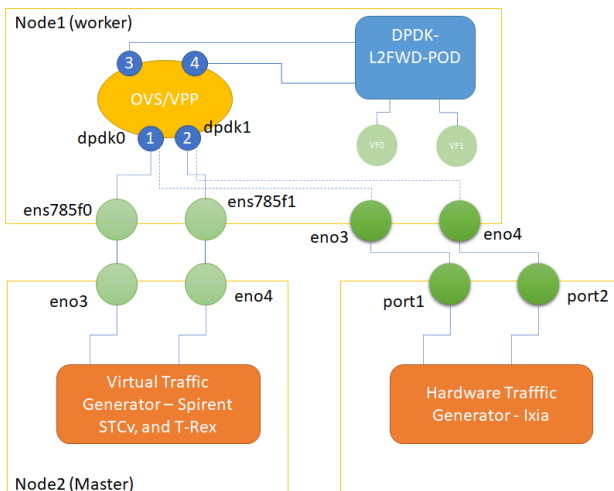 Node1 (worker)
DPDK-
L2FWD-POD
3
4
OVS/VPP
dpdk0
1
2
dpdk1
VF0
VF1
ens785f0
ens785f1
eno3
eno4
eno3
eno4
port1
port2
Virtual Traffic
Generator – Spirent
STCv, and T-Rex
Hardware Trafffic
Generator - Ixia
Node2 (Master)